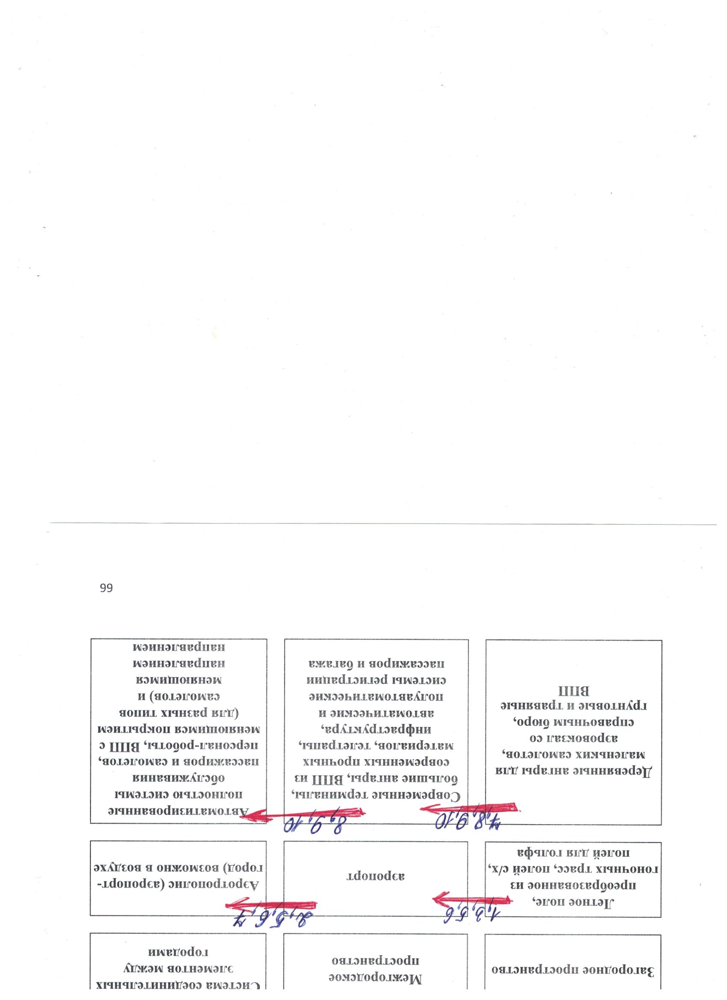 Загородное пространство
Межгородское
пространство
Система соединительных
элементов между
городами
1,3,5,6
2,5,6,7
Летное поле,
преобразованное из
гоночных трасс, полей с/х,
полей для гольфа
аэропорт
Аэротрополис (аэропорт-
город) возможно в воздухе
7,8,9,10
8,9,10
Деревянные ангары для
маленьких самолетов,
аэровокзал со
справочным бюро,
грунтовые и травяные
ВПП
Современные терминалы,
большие ангары, ВПП из
современных прочных
материалов, телетрапы,
инфраструктура,
автоматические и
полуавтоматические
системы регистрации
пассажиров и багажа
Автоматизированные
полностью системы
обслуживания
пассажиров и самолетов,
персонал-роботы, ВПП с
меняющимся покрытием
(для разных типов
самолетов) и
меняющимся
направлением
направлением
66